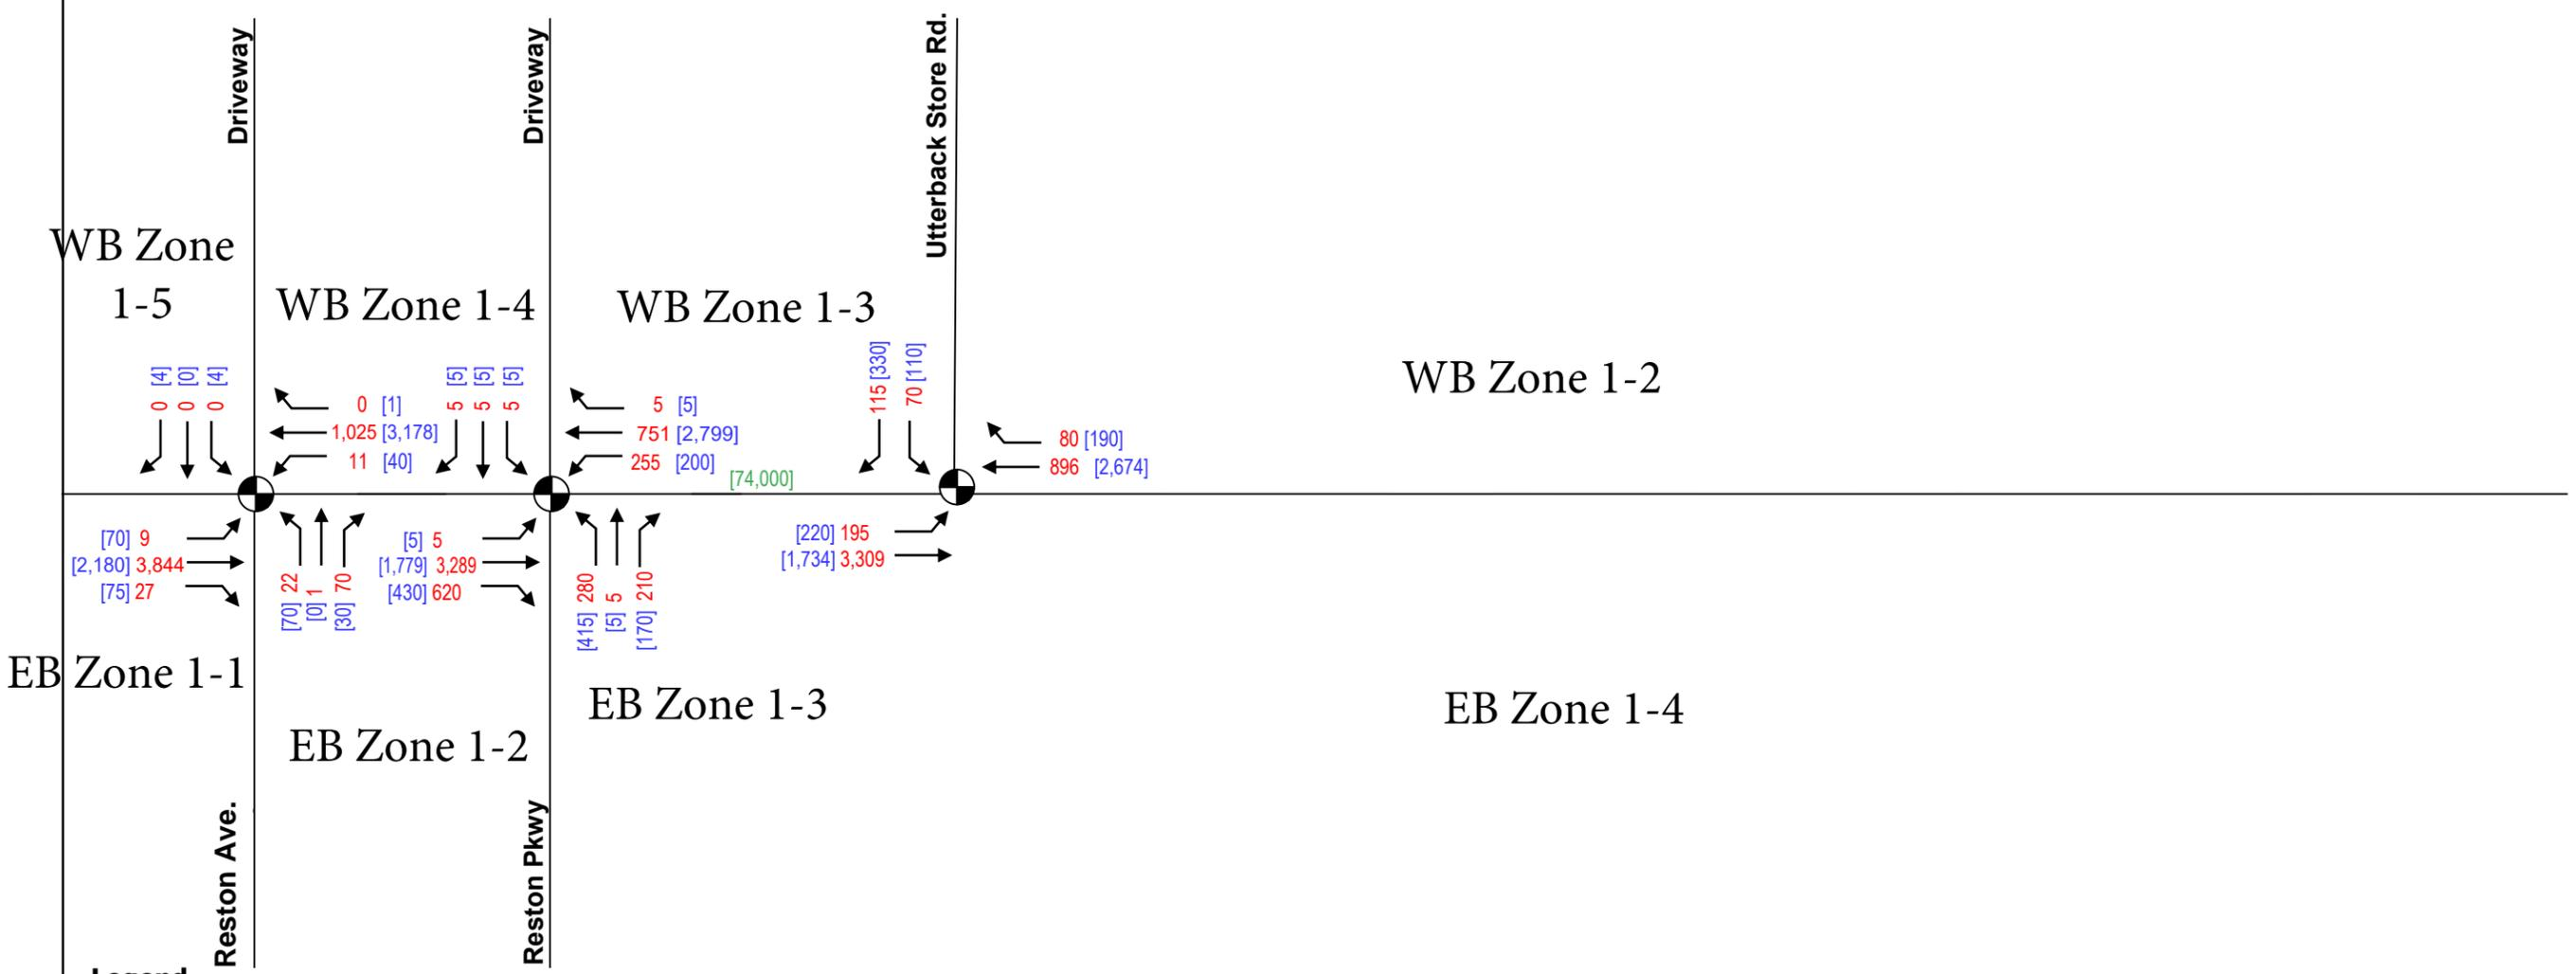 Driveway
Driveway
Utterback Store Rd.
WB Zone
1-5
WB Zone 1-4
WB Zone 1-3
WB Zone 1-2
0 [4]
0 [0]
0 [4]
0 [1]
1,025 [3,178]
11 [40]
5 [5]
5 [5]
5 [5]
5 [5]
751 [2,799]
255 [200]
[74,000]
115 [330]
70 [110]
80 [190]
896 [2,674]
[70] 9
[2,180] 3,844
[75] 27
[70] 22
[0] 1
[30] 70
[5] 5
[1,779] 3,289
[430] 620
[415] 280
[5] 5
[170] 210
[220] 195
[1,734] 3,309
EB Zone 1-1
EB Zone 1-2
EB Zone 1-3
EB Zone 1-4
Reston Ave.
Reston Pkwy